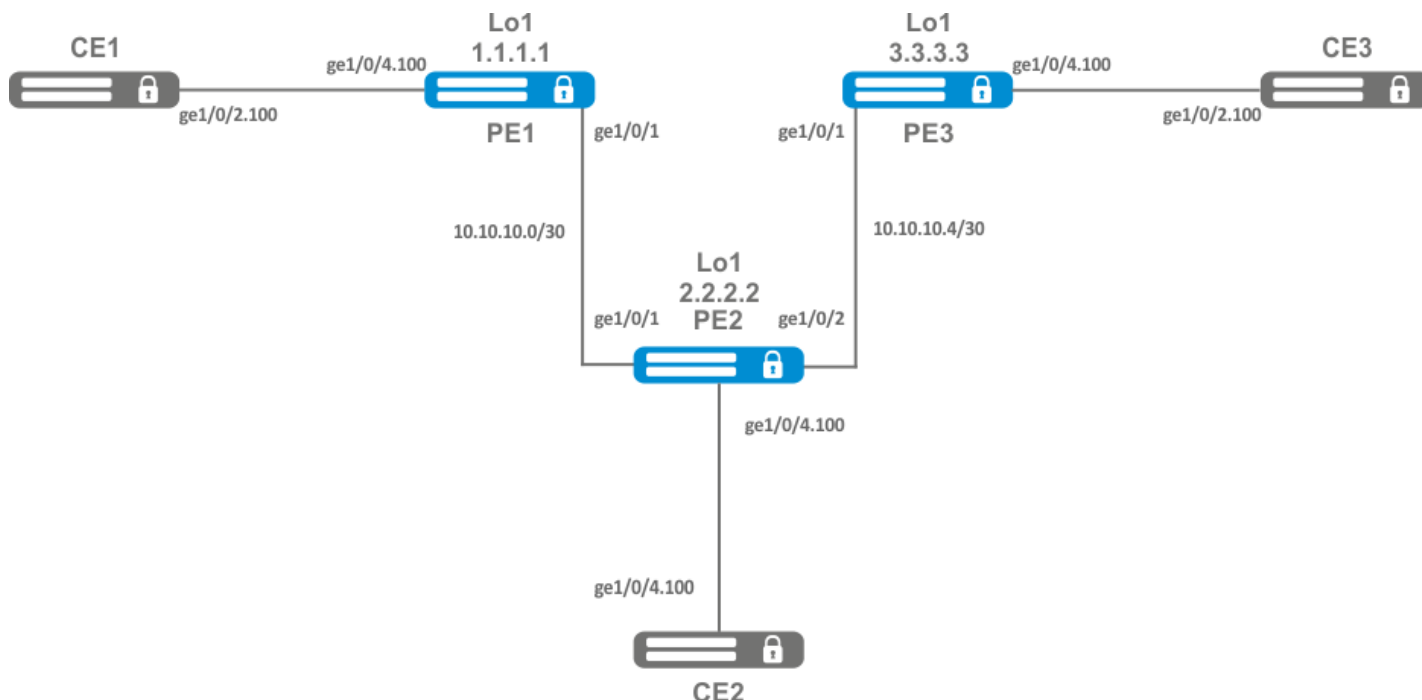 Lo1
1.1.1.1
Lo1
3.3.3.3
CE1
CE3
ge1/0/4.100
ge1/0/4.100
ge1/0/2.100
ge1/0/2.100
PE1
ge1/0/1
ge1/0/1
PE3
10.10.10.0/30
10.10.10.4/30
Lo1
2.2.2.2
PE2
ge1/0/1
ge1/0/2
ge1/0/4.100
ge1/0/4.100
CE2